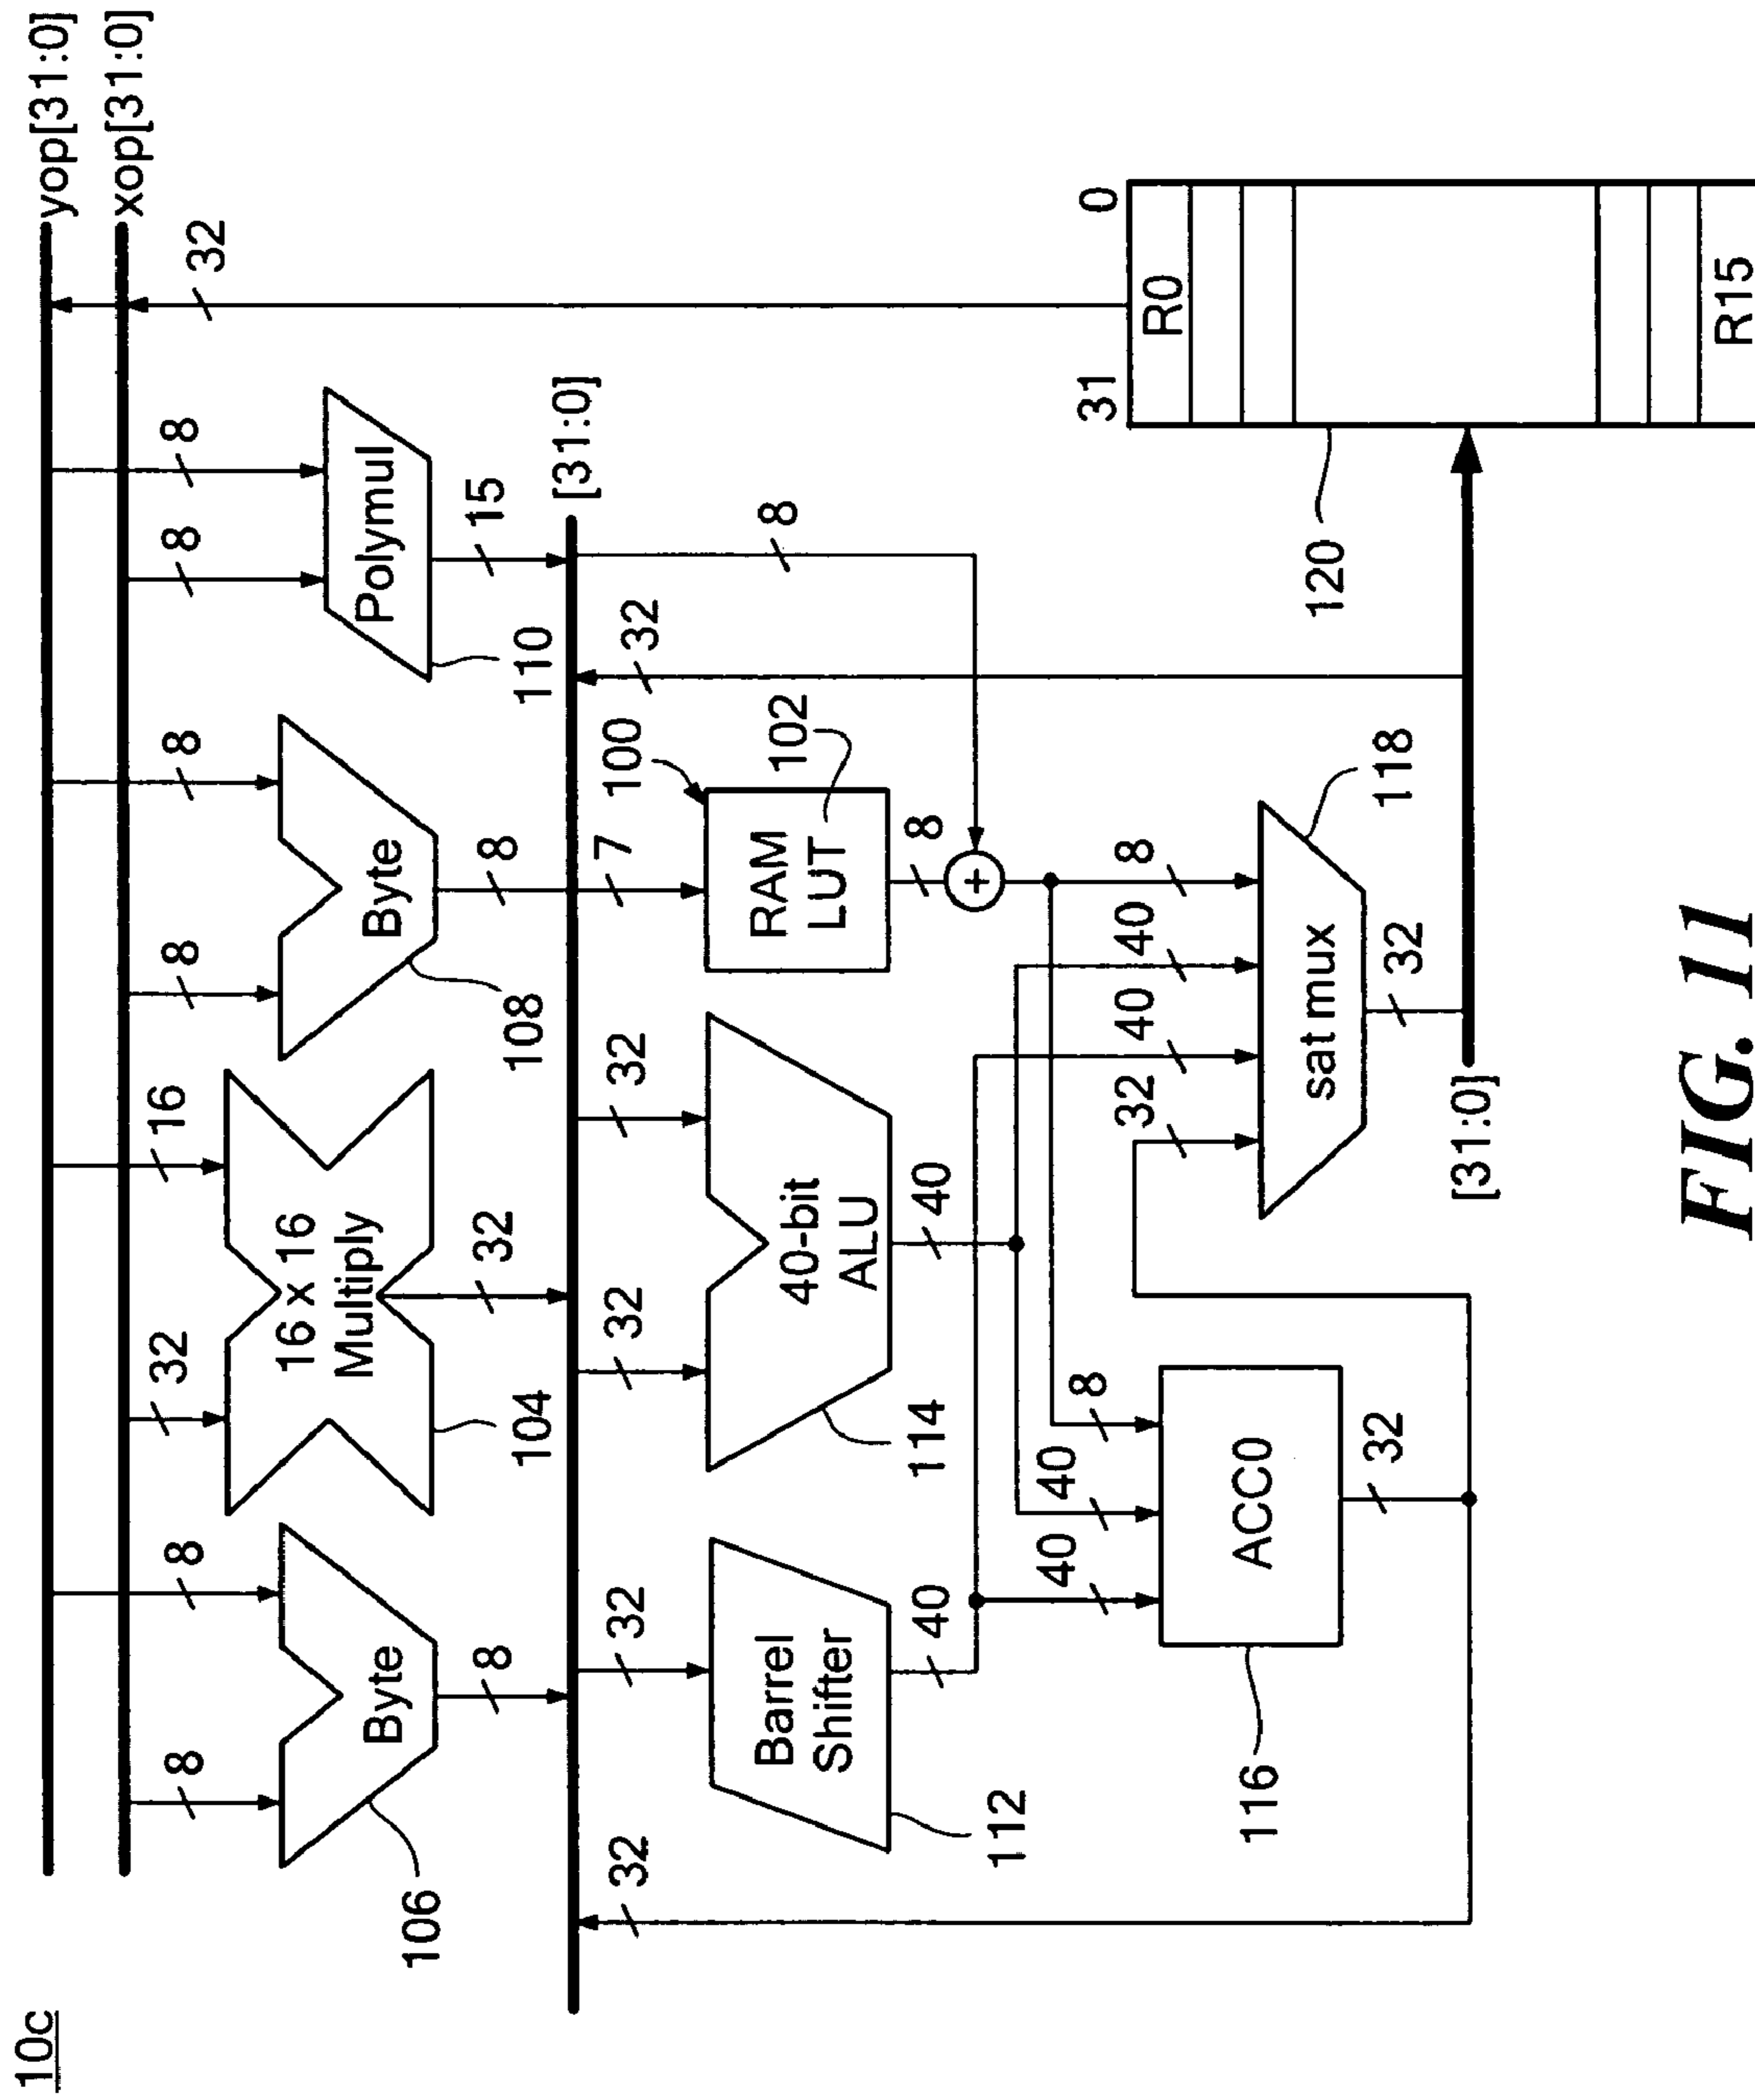 10c
yop[31:0]
xop[31:0]
8
8
32
16
8
8
8
8
32
Byte
16 x 16
Multiply
Byte
Polymul
106
8
104
32
108
8
110
15
[31:0]
32
32
32
32
7
100
102
32
8
Barrel
Shifter
40-bit
ALU
RAM
LUT
112
40
114
40
8
+
40
40
8
32
40
40
8
116
ACC0
sat mux
118
32
32
[31:0]
31
0
R0
120
R15
FIG. 11